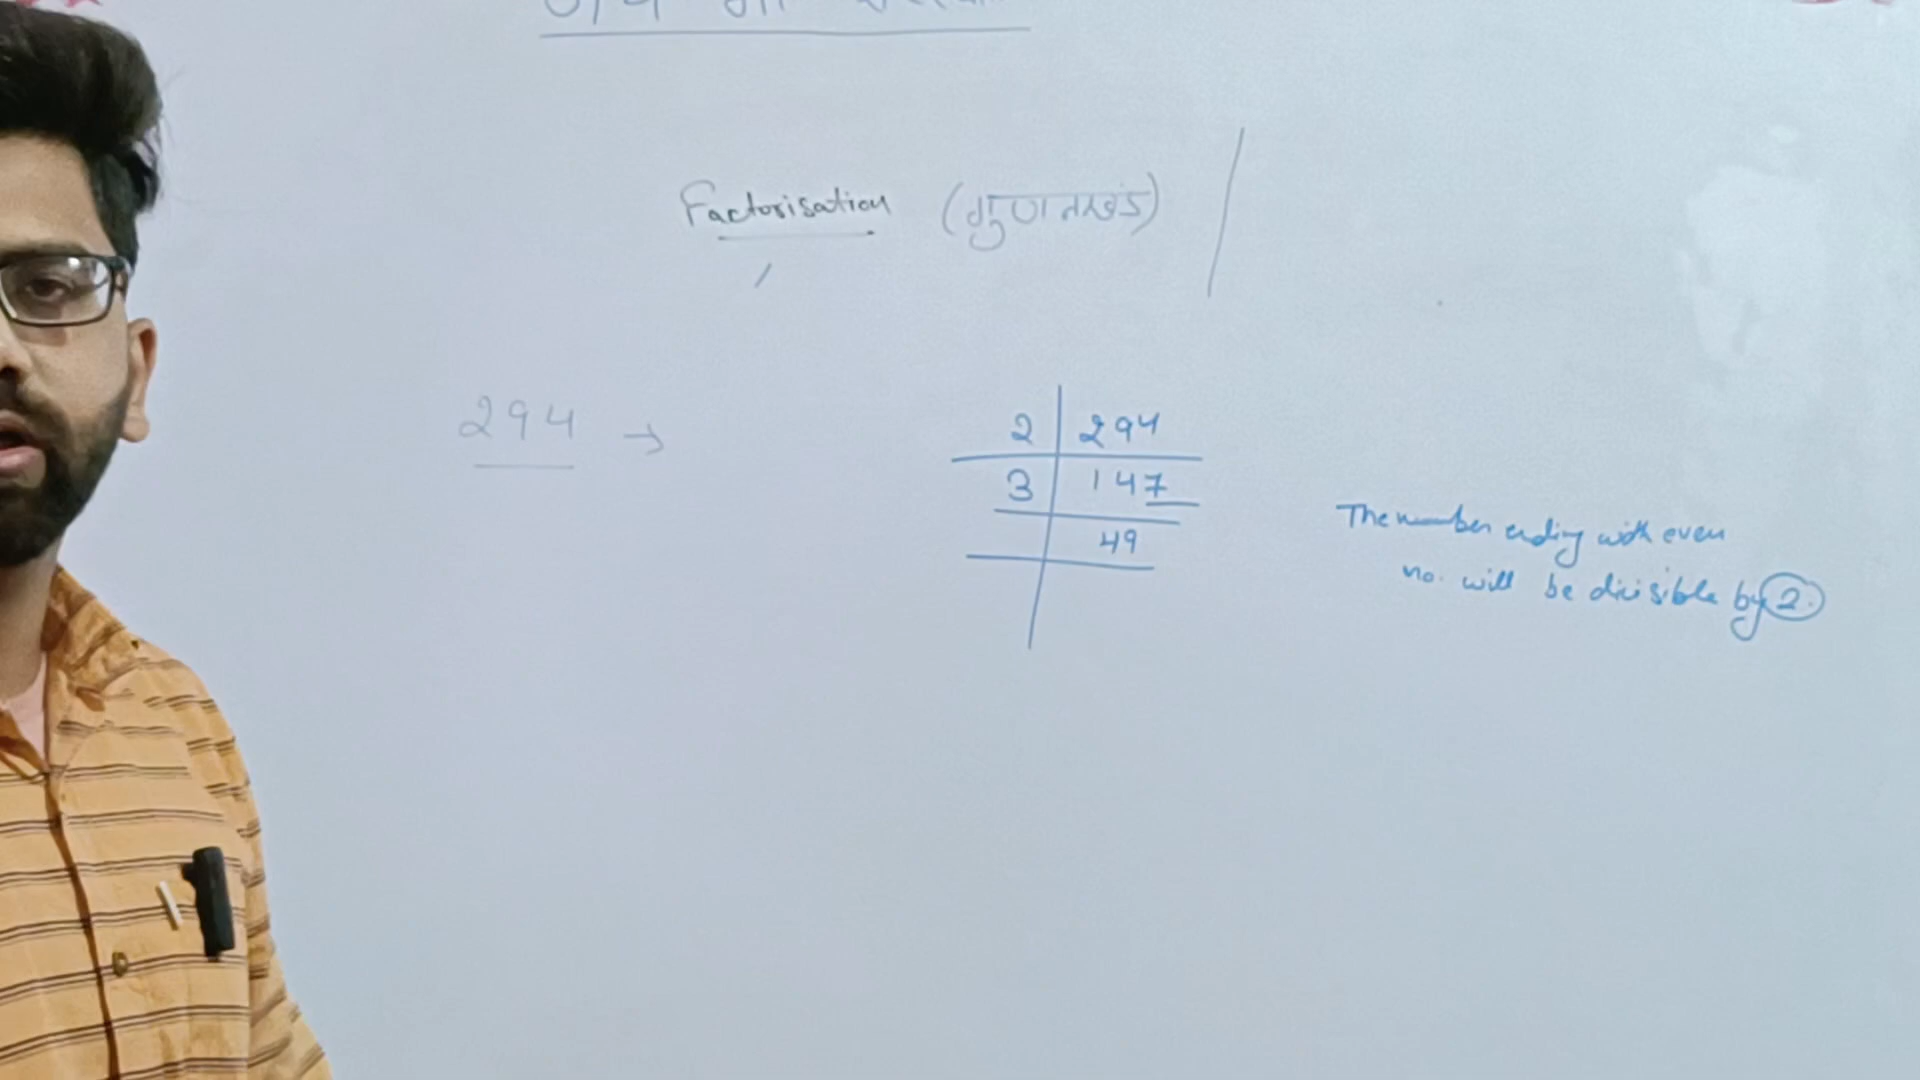 Factorisation (गुणनखंड)
294 →
2 | 294
3 | 147
49
The number ending with even
no. will be divisible by 2.